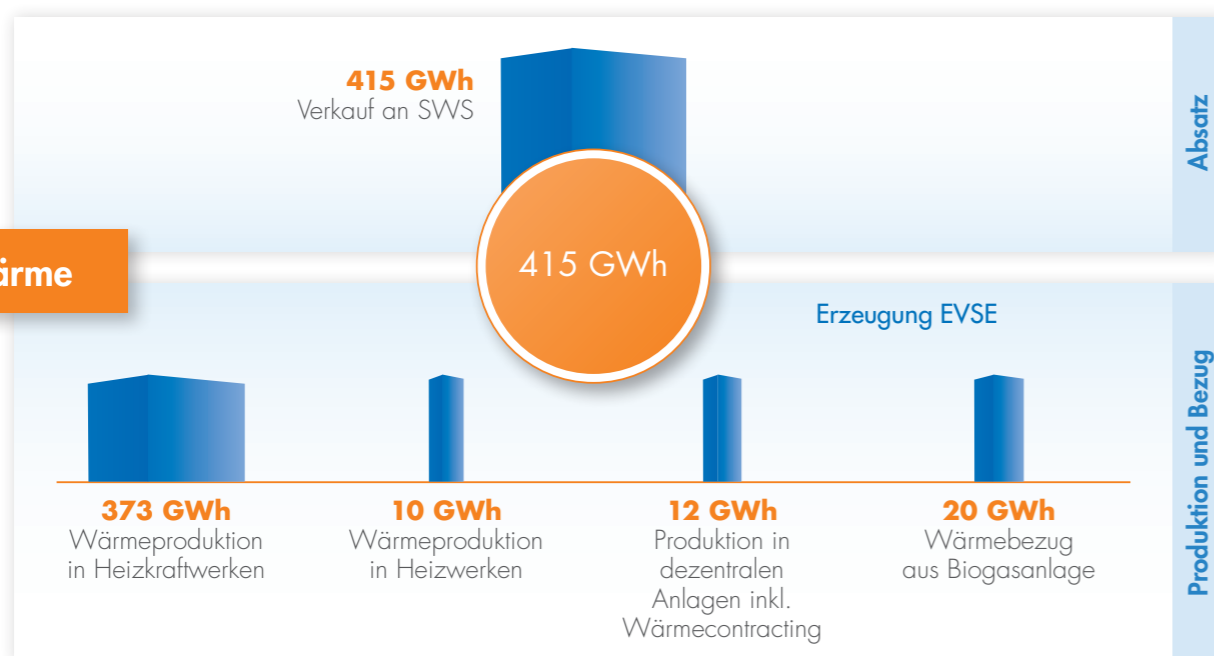 415 GWh
Verkauf an SWS
Absatz
ärme
415 GWh
Erzeugung EVSE
373 GWh
Wärmeproduktion
in Heizkraftwerken
10 GWh
Wärmeproduktion
in Heizwerken
12 GWh
Produktion in
dezentralen
Anlagen inkl.
Wärmecontracting
20 GWh
Wärmebezug
aus Biogasanlage
Produktion und Bezug